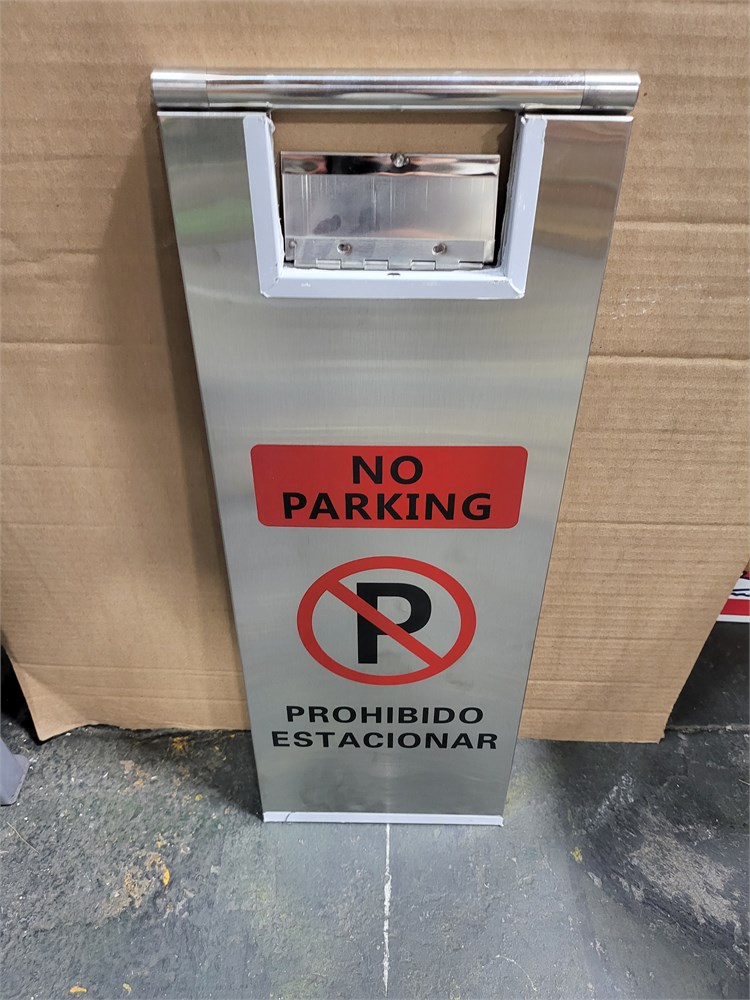 NO
PARKING
P
PROHIBIDO
ESTACIONAR